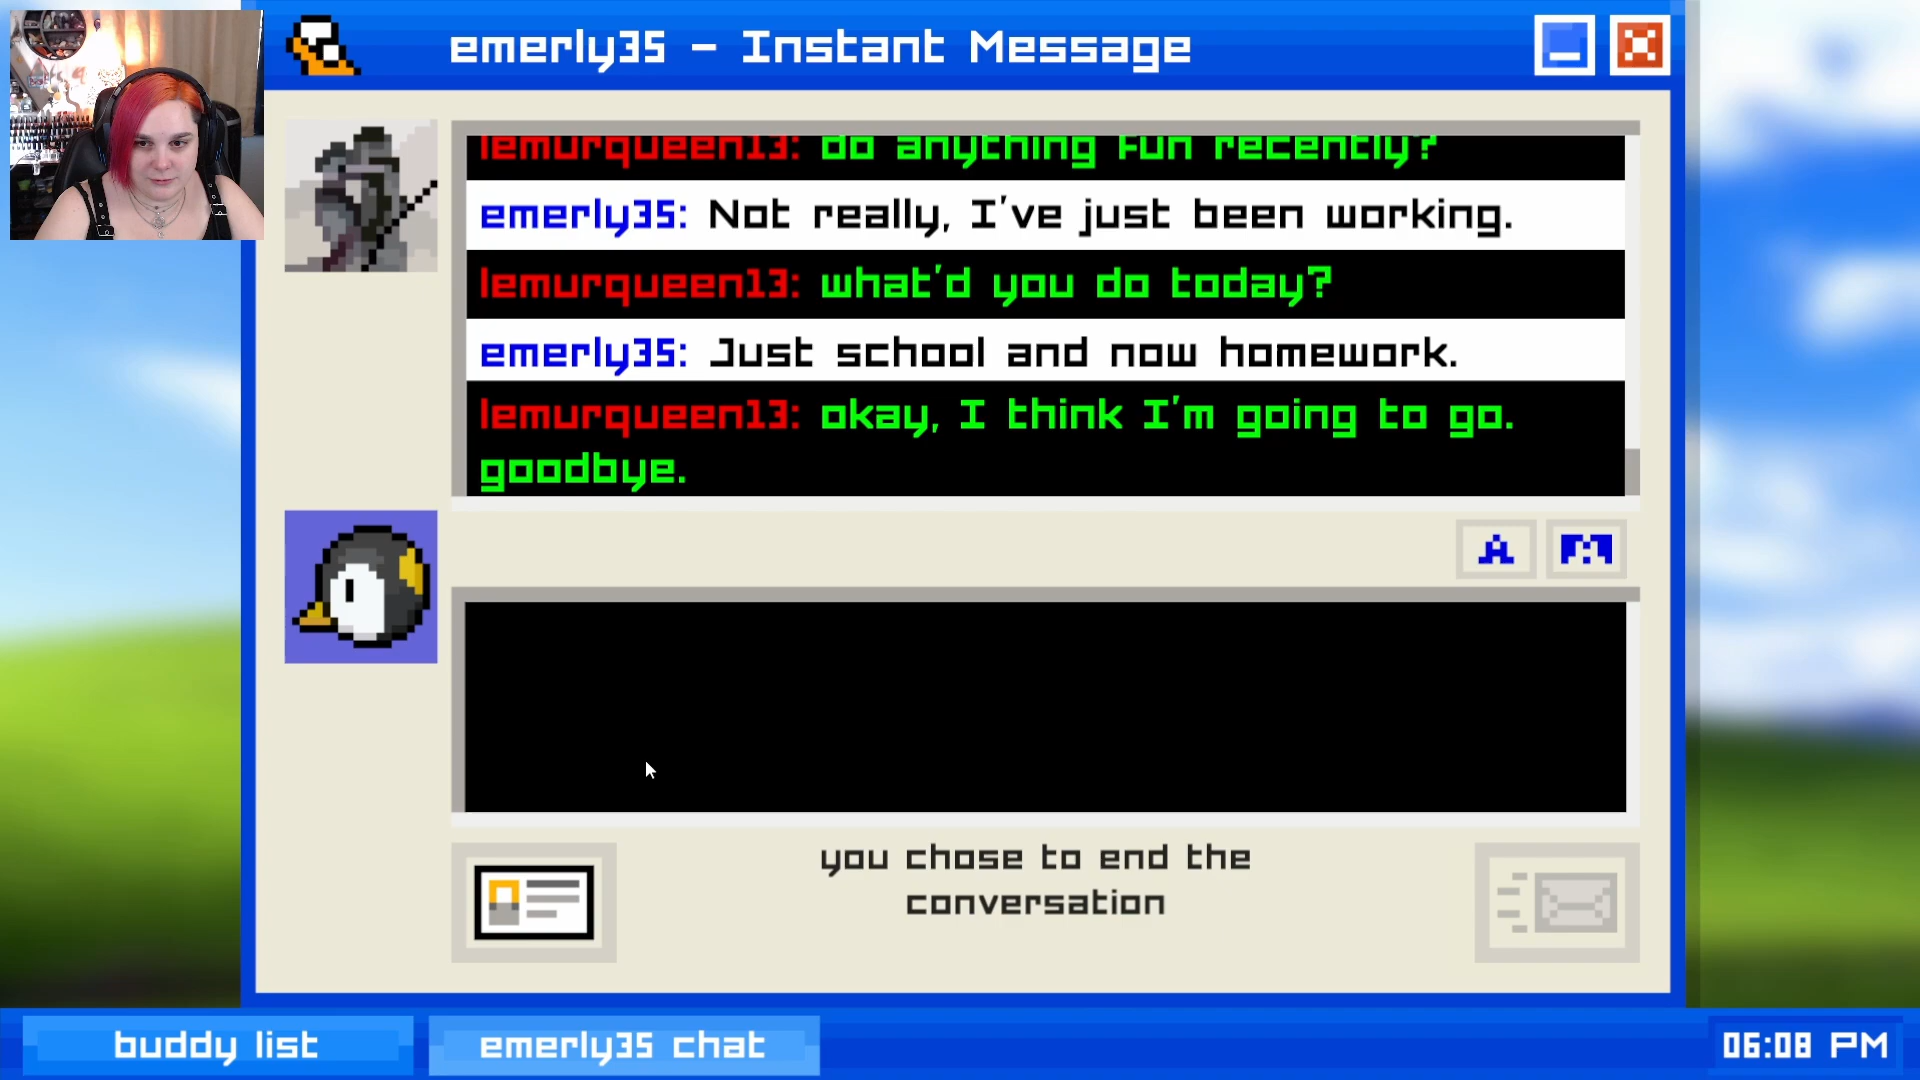 emerly35 - Instant Message
lemurqueen13: do anything fun recently?
emerly35: Not really, I've just been working.
lemurqueen13: what'd you do today?
emerly35: Just school and now homework.
lemurqueen13: okay, I think I'm going to go.
goodbye.
A M
you chose to end the
conversation
buddy list
emerly35 chat
06:08 PM